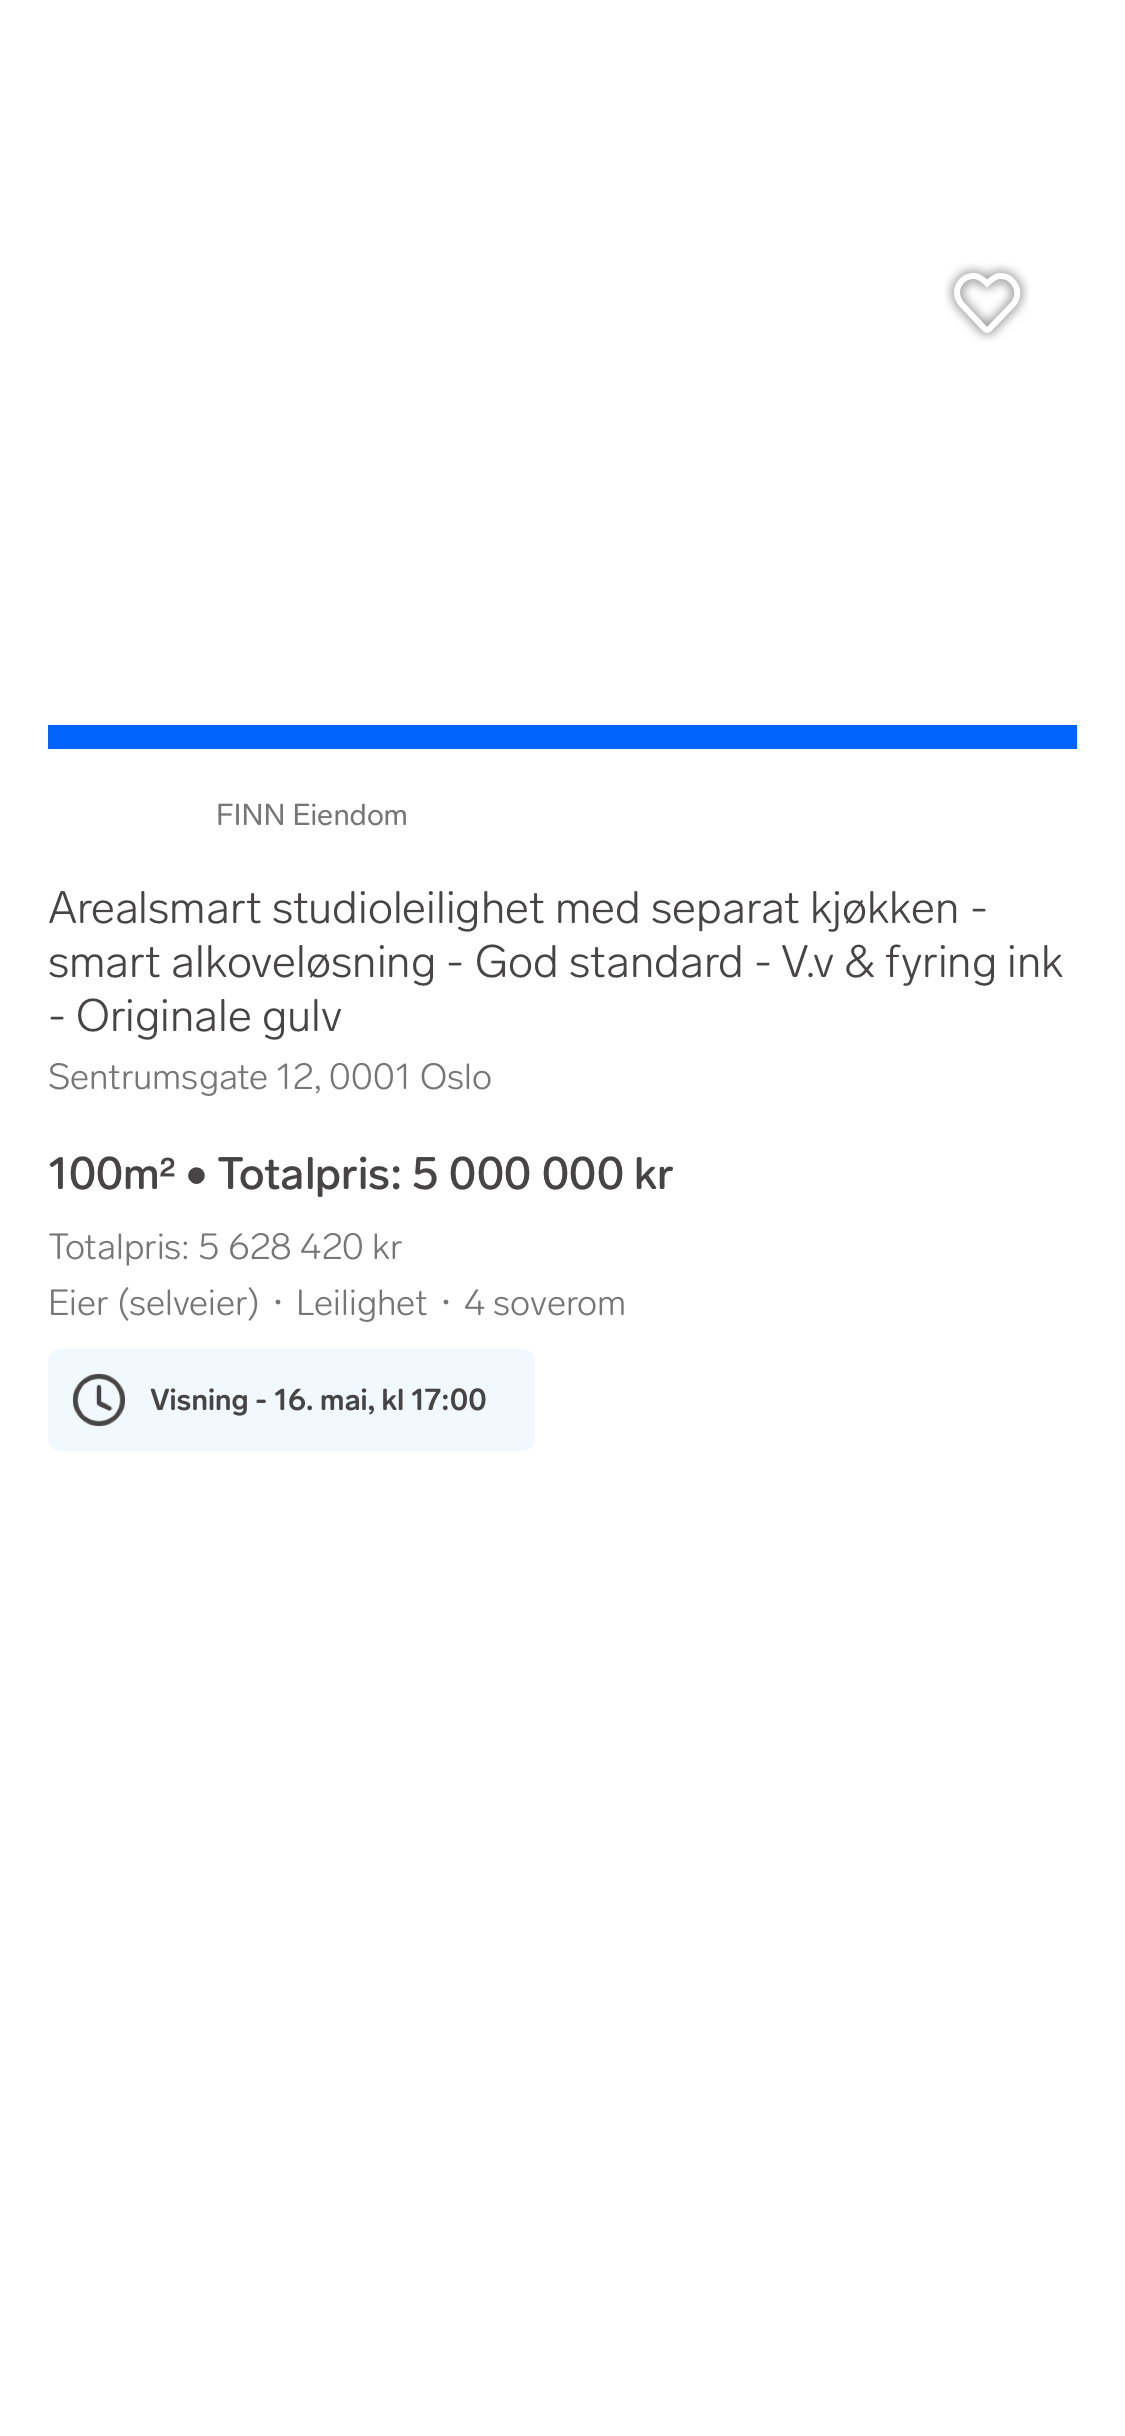 FINN Eiendom
Arealsmart studioleilighet med separat kjøkken -
smart alkoveløsning - God standard - V.v & fyring ink
- Originale gulv
Sentrumsgate 12, 0001 Oslo
100m² • Totalpris: 5 000 000 kr
Totalpris: 5 628 420 kr
Eier (selveier) · Leilighet · 4 soverom
Visning - 16. mai, kl 17:00